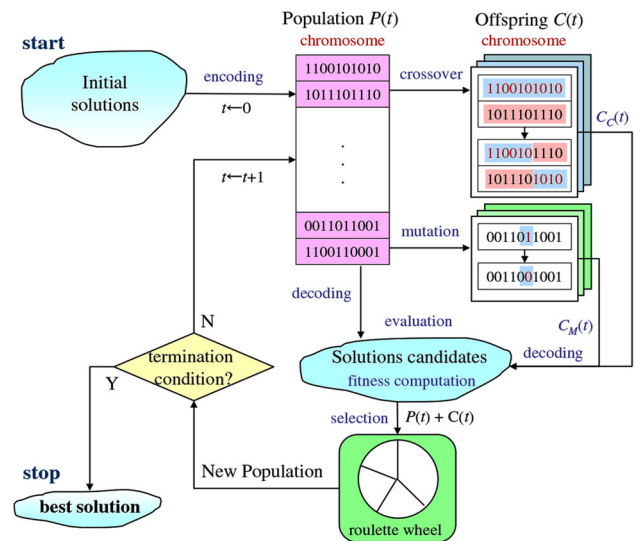 Population P(t)
Offspring C(t)
start
chromosome
chromosome
Initial
solutions
encoding
t←0
1100101010
1011101110
crossover
1100101010
1011101110
C_C(t)
1100101110
1011101010
t←t+1
.
.
.
0011011001
1100110001
mutation
0011011001
0011001001
decoding
evaluation
C_M(t)
N
termination
condition?
Y
Solutions candidates
fitness computation
decoding
selection
P(t) + C(t)
stop
New Population
best solution
roulette wheel